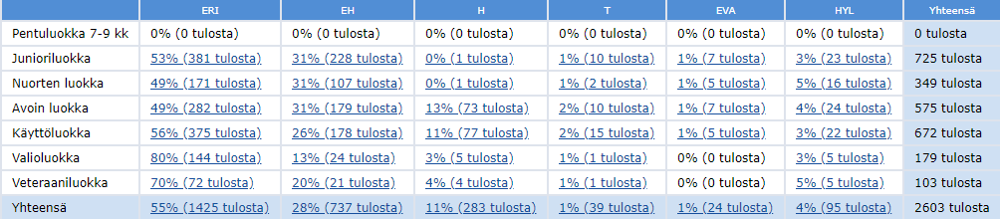 ERI EH H T EVA HYL Yhteensä
Pentuluokka 7-9 kk 0% (0 tulosta) 0% (0 tulosta) 0% (0 tulosta) 0% (0 tulosta) 0% (0 tulosta) 0% (0 tulosta) 0 tulosta
Junioriluokka 53% (381 tulosta) 31% (228 tulosta) 0% (1 tulosta) 1% (10 tulosta) 1% (7 tulosta) 3% (23 tulosta) 725 tulosta
Nuorten luokka 49% (171 tulosta) 31% (107 tulosta) 0% (1 tulosta) 1% (2 tulosta) 1% (5 tulosta) 5% (16 tulosta) 349 tulosta
Avoin luokka 49% (282 tulosta) 31% (179 tulosta) 13% (73 tulosta) 2% (10 tulosta) 1% (7 tulosta) 4% (24 tulosta) 575 tulosta
Käyttöluokka 56% (375 tulosta) 26% (178 tulosta) 11% (77 tulosta) 2% (15 tulosta) 1% (5 tulosta) 3% (22 tulosta) 672 tulosta
Valioluokka 80% (144 tulosta) 13% (24 tulosta) 3% (5 tulosta) 1% (1 tulosta) 0% (0 tulosta) 3% (5 tulosta) 179 tulosta
Veteraaniluokka 70% (72 tulosta) 20% (21 tulosta) 4% (4 tulosta) 1% (1 tulosta) 0% (0 tulosta) 5% (5 tulosta) 103 tulosta
Yhteensä 55% (1425 tulosta) 28% (737 tulosta) 11% (283 tulosta) 1% (39 tulosta) 1% (24 tulosta) 4% (95 tulosta) 2603 tulosta